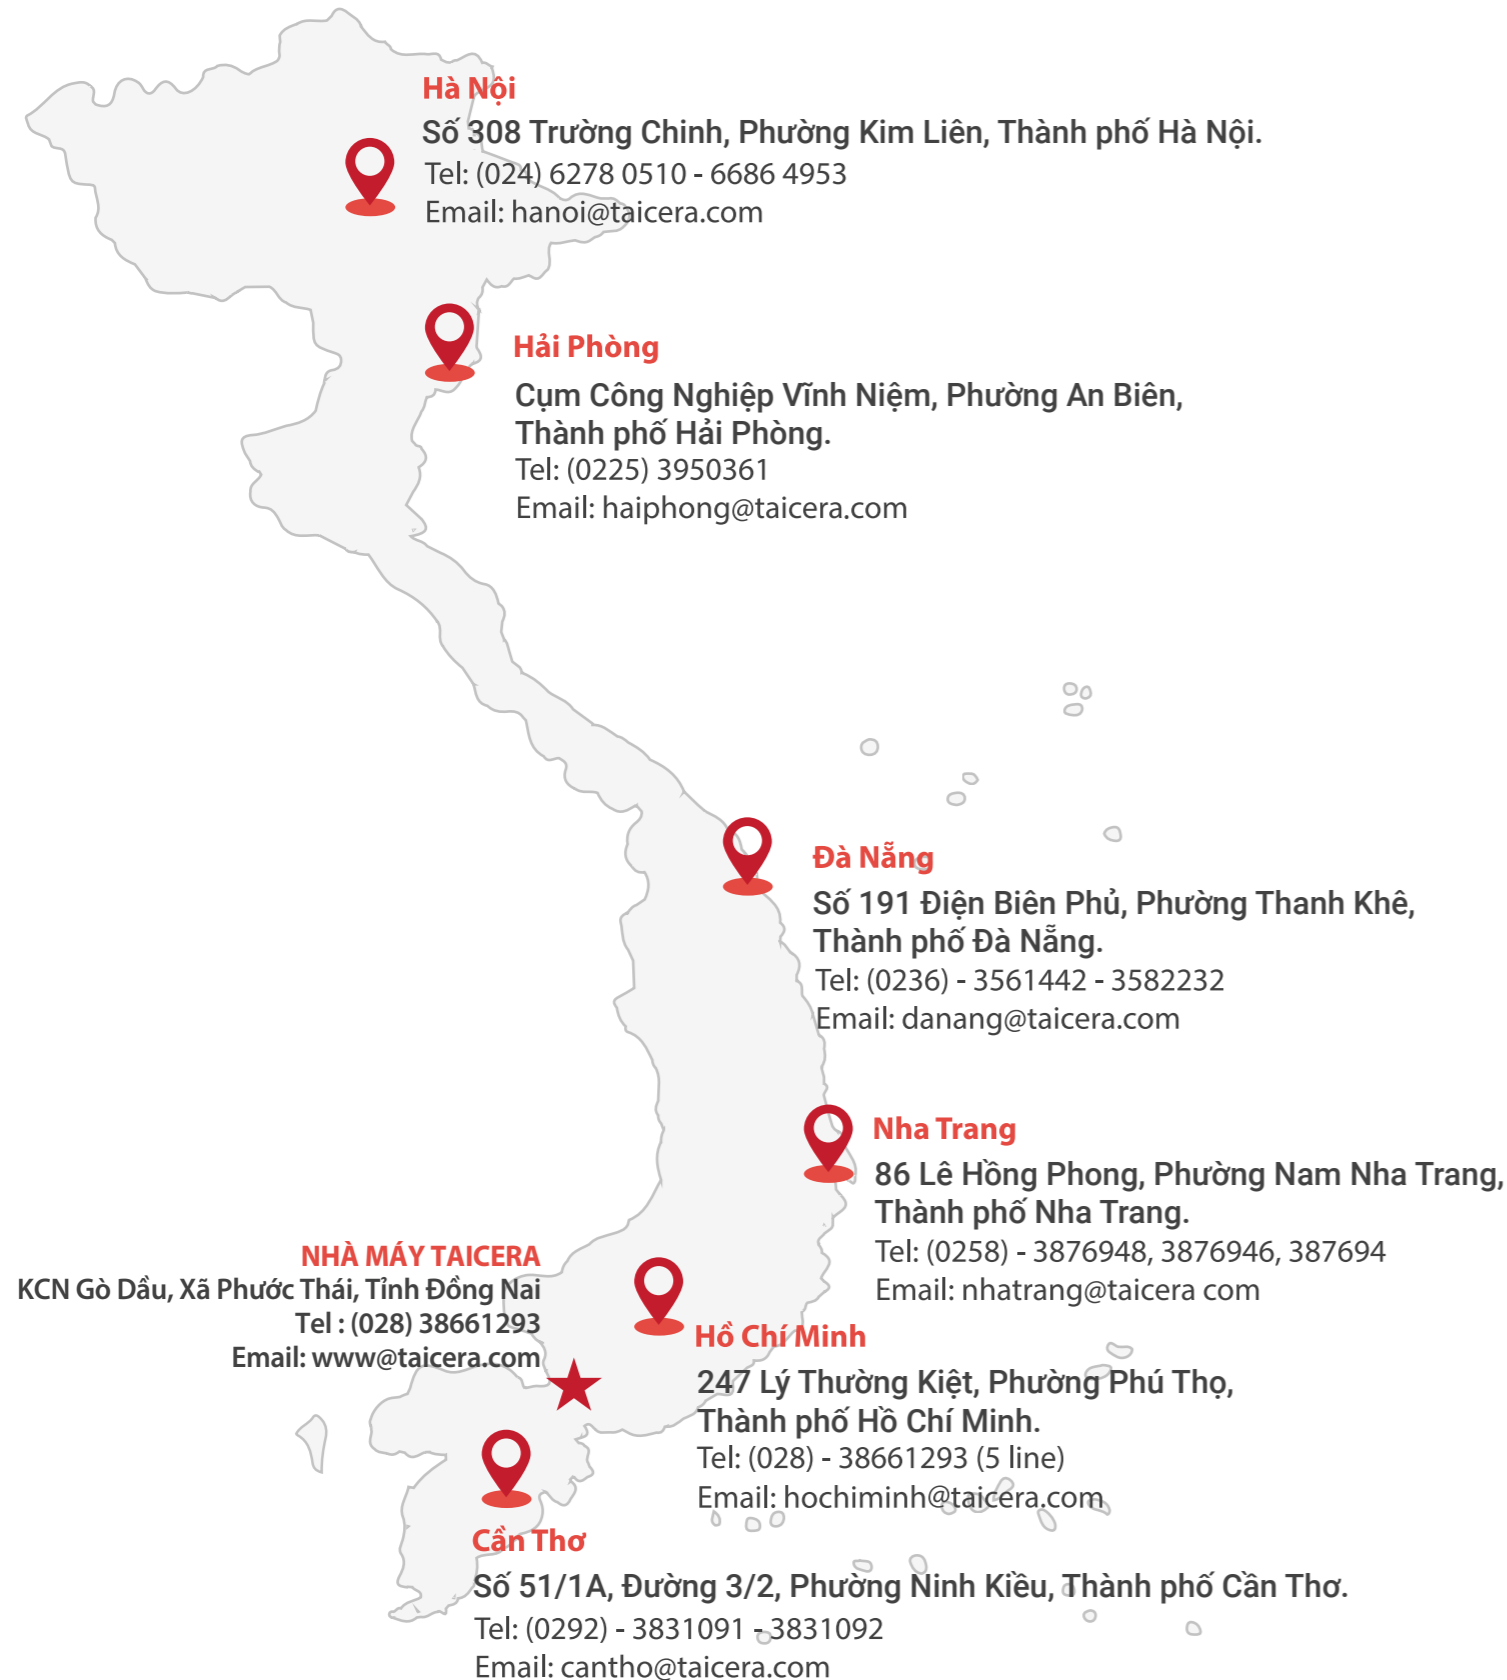 Hà Nội
Số 308 Trường Chinh, Phường Kim Liên, Thành phố Hà Nội.
Tel: (024) 6278 0510 - 6686 4953
Email: hanoi@taicera.com
Hải Phòng
Cụm Công Nghiệp Vĩnh Niệm, Phường An Biên,
Thành phố Hải Phòng.
Tel: (0225) 3950361
Email: haiphong@taicera.com
Đà Nẵng
Số 191 Điện Biên Phủ, Phường Thanh Khê,
Thành phố Đà Nẵng.
Tel: (0236) - 3561442 - 3582232
Email: danang@taicera.com
Nha Trang
86 Lê Hồng Phong, Phường Nam Nha Trang,
Thành phố Nha Trang.
Tel: (0258) - 3876948, 3876946, 387694
Email: nhatrang@taicera com
NHÀ MÁY TAICERA
KCN Gò Dầu, Xã Phước Thái, Tỉnh Đồng Nai
Tel : (028) 38661293
Email: www@taicera.com
Hồ Chí Minh
247 Lý Thường Kiệt, Phường Phú Thọ,
Thành phố Hồ Chí Minh.
Tel: (028) - 38661293 (5 line)
Email: hochiminh@taicera.com
Cần Thơ
Số 51/1A, Đường 3/2, Phường Ninh Kiều, Thành phố Cần Thơ.
Tel: (0292) - 3831091 - 3831092
Email: cantho@taicera.com